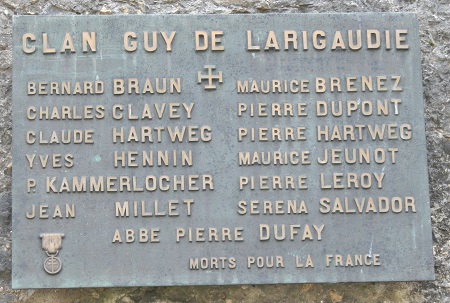 CLAN GUY DE LARIGAUDIE
BERNARD BRAUN
CHARLES CLAVEY
CLAUDE HARTWEG
YVES HENNIN
P. KAMMERLOCHER
JEAN MILLET
MAURICE BRENEZ
PIERRE DUPONT
PIERRE HARTWEG
MAURICE JEUNOT
PIERRE LEROY
SERENA SALVADOR
ABBE PIERRE DUFAY
MORTS POUR LA FRANCE